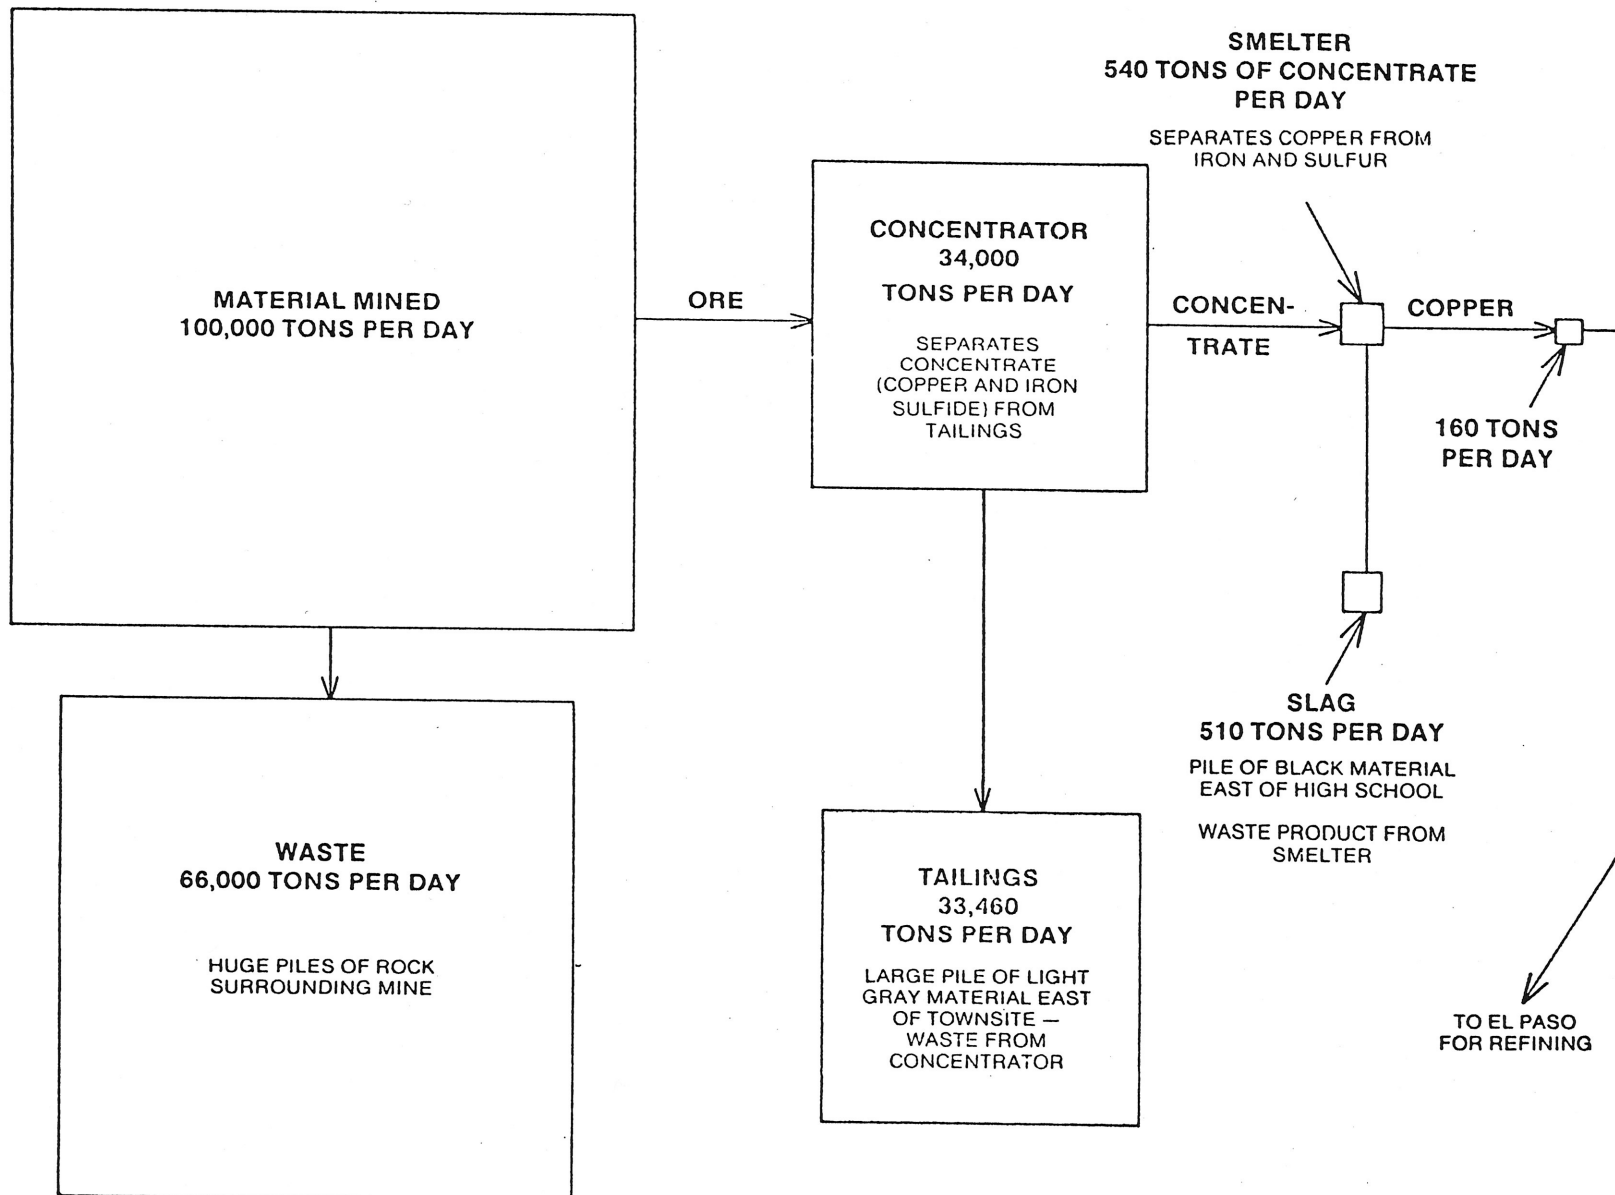 MATERIAL MINED
100,000 TONS PER DAY
ORE
WASTE
66,000 TONS PER DAY
HUGE PILES OF ROCK
SURROUNDING MINE
CONCENTRATOR
34,000
TONS PER DAY
SEPARATES
CONCENTRATE
(COPPER AND IRON
SULFIDE) FROM
TAILINGS
TAILINGS
33,460
TONS PER DAY
LARGE PILE OF LIGHT
GRAY MATERIAL EAST
OF TOWNSITE —
WASTE FROM
CONCENTRATOR
CONCEN-
TRATE
SMELTER
540 TONS OF CONCENTRATE
PER DAY
SEPARATES COPPER FROM
IRON AND SULFUR
COPPER
160 TONS
PER DAY
SLAG
510 TONS PER DAY
PILE OF BLACK MATERIAL
EAST OF HIGH SCHOOL
WASTE PRODUCT FROM
SMELTER
TO EL PASO
FOR REFINING